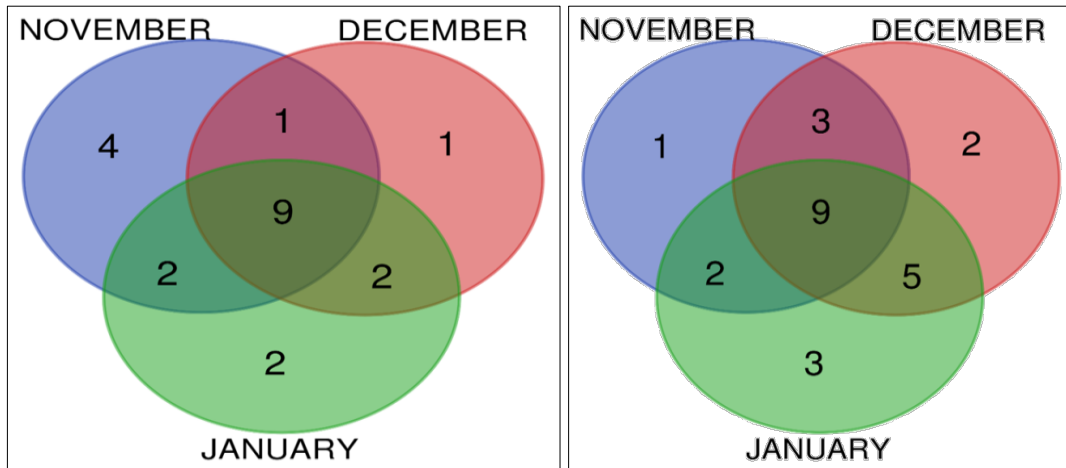 NOVEMBER DECEMBER
4 1 1
9
2 2
2
JANUARY
NOVEMBER DECEMBER
1 3 2
9
2 5
3
JANUARY